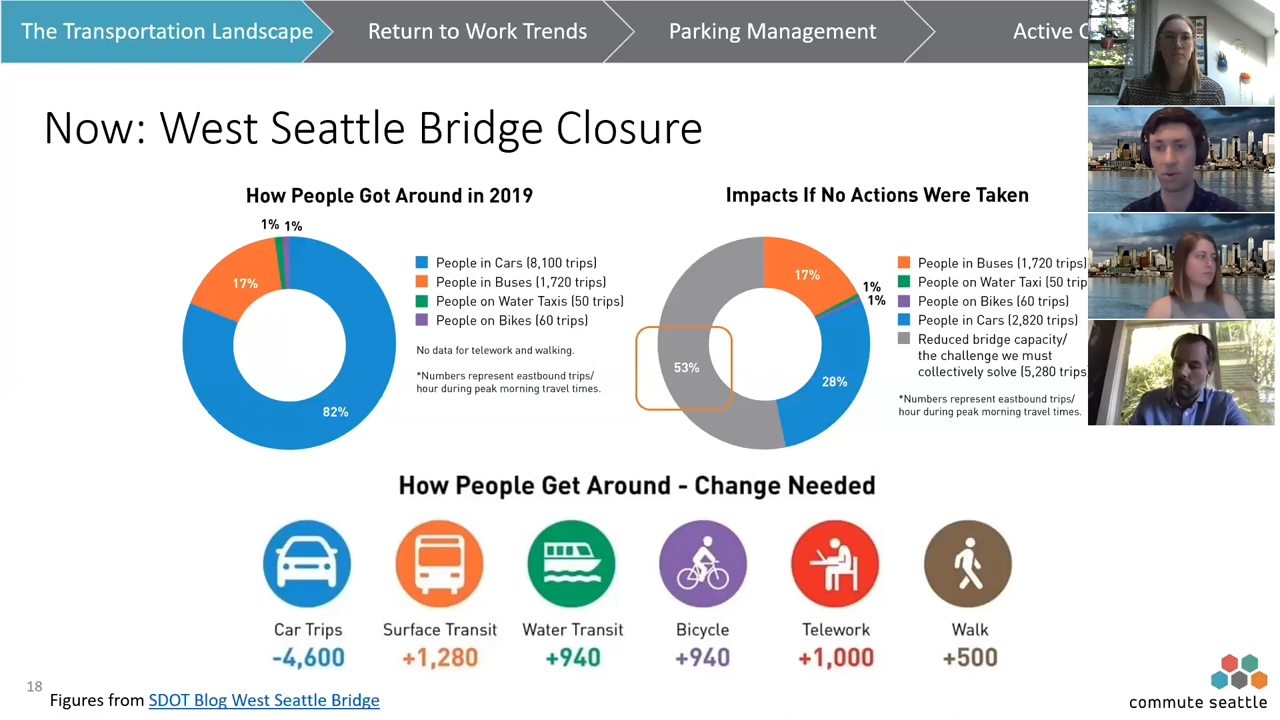 The Transportation Landscape
Return to Work Trends
Parking Management
Active
Now: West Seattle Bridge Closure
How People Got Around in 2019
1% 1%
17%
82%
People in Cars (8,100 trips)
People in Buses (1,720 trips)
People on Water Taxis (50 trips)
People on Bikes (60 trips)
No data for telework and walking.
*Numbers represent eastbound trips/
hour during peak morning travel times.
Impacts If No Actions Were Taken
17%
1%
1%
53%
28%
People in Buses (1,720 trips)
People on Water Taxi (50 trip
People on Bikes (60 trips)
People in Cars (2,820 trips)
Reduced bridge capacity/
the challenge we must
collectively solve (5,280 trips
*Numbers represent eastbound trips/
hour during peak morning travel times.
How People Get Around - Change Needed
Car Trips
-4,600
Surface Transit
+1,280
Water Transit
+940
Bicycle
+940
Telework
+1,000
Walk
+500
18
Figures from SDOT Blog West Seattle Bridge
commute seattle